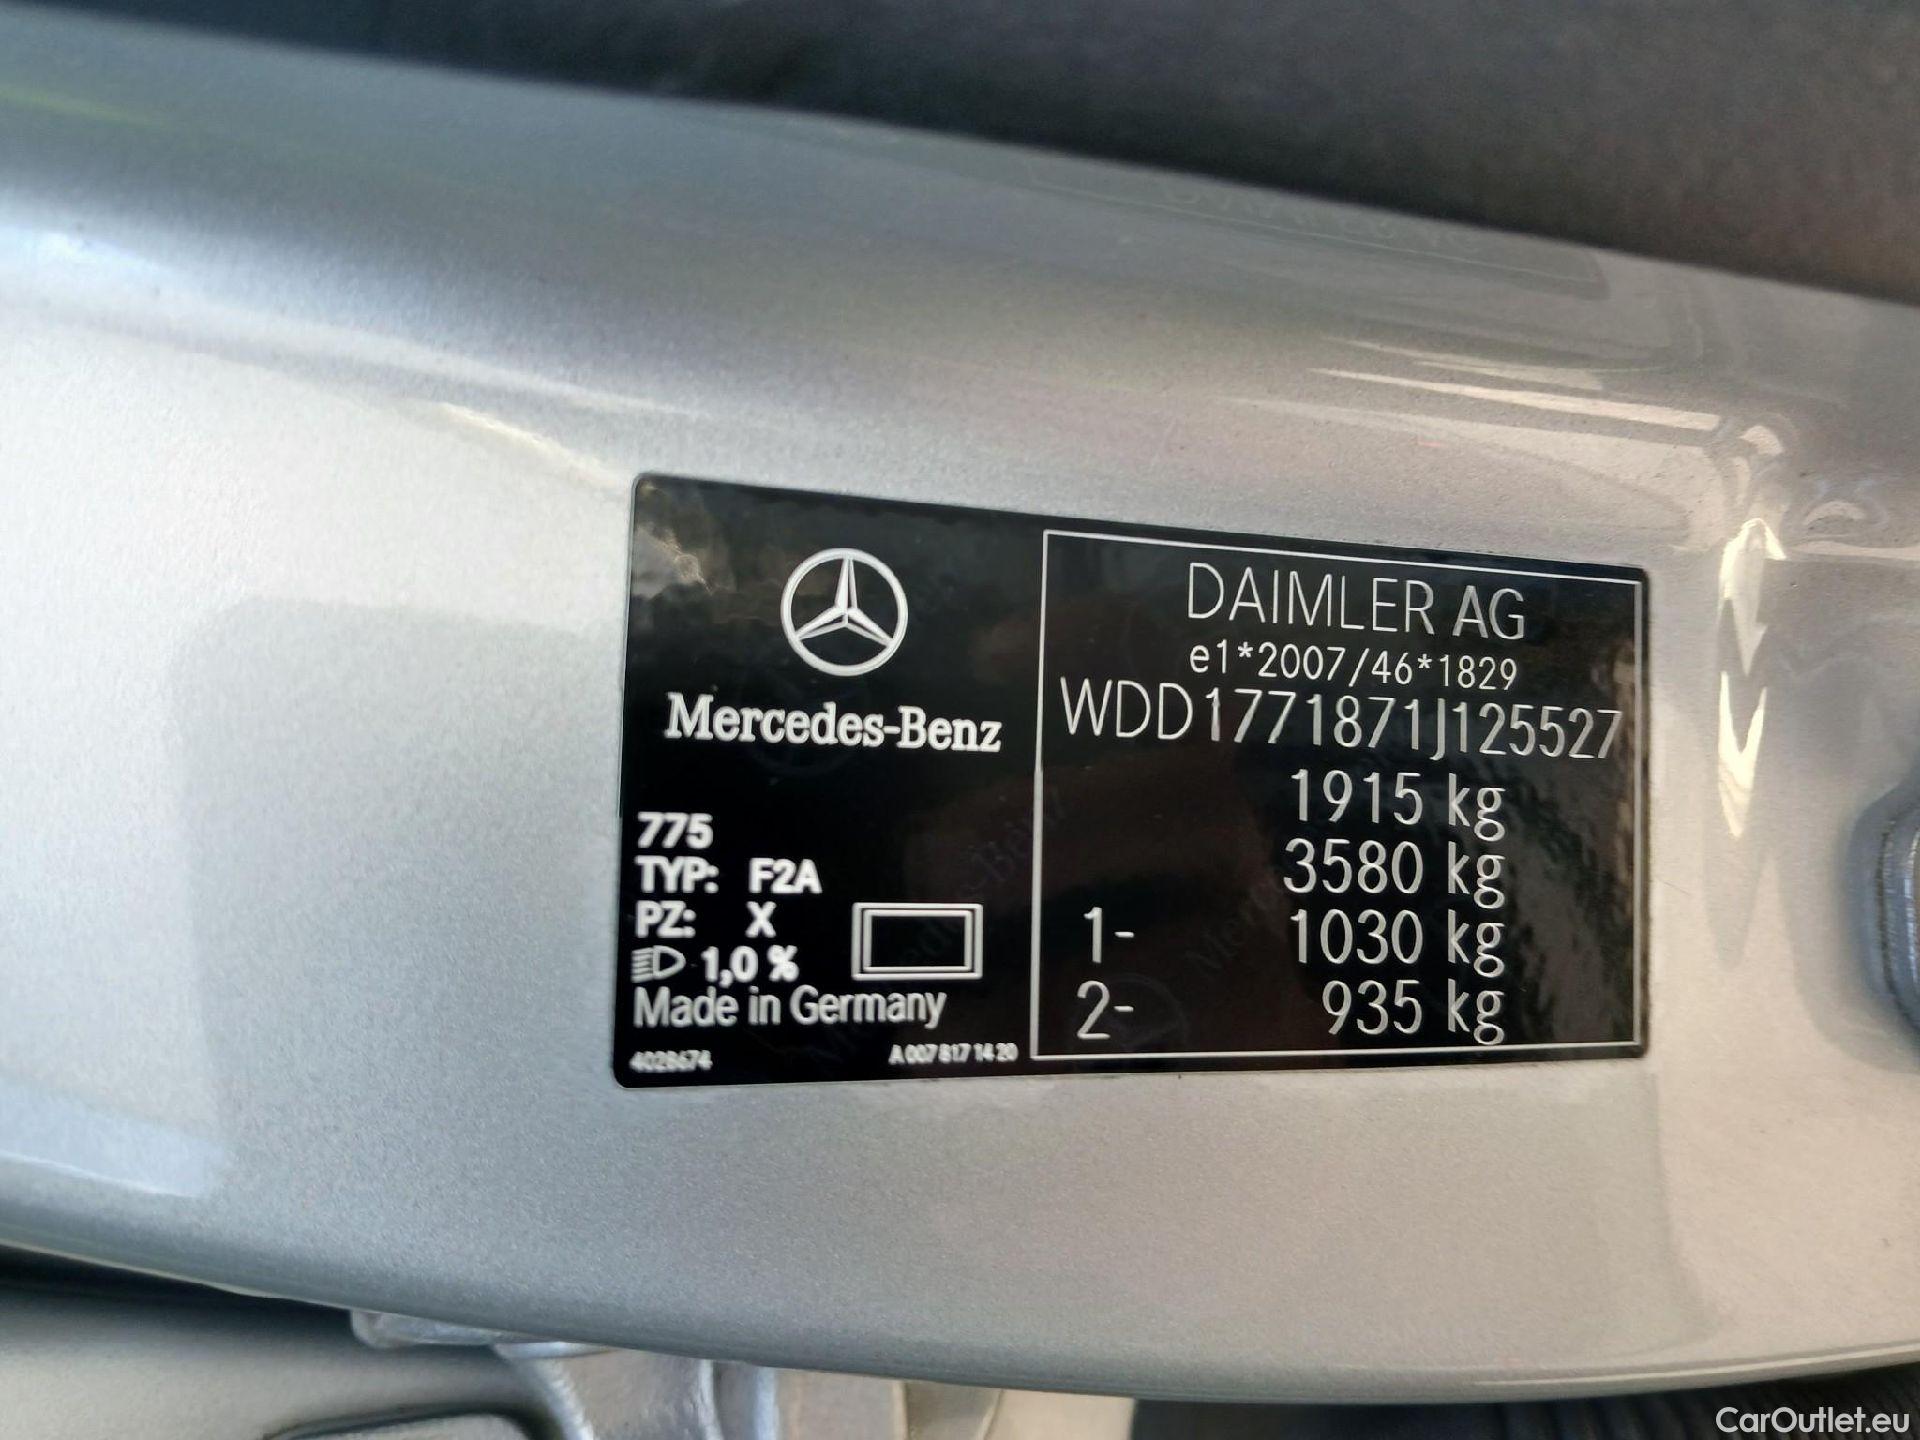 Mercedes-Benz
775
TYP: F2A
PZ: X
1,0 %
Made in Germany
4028674
A 007 817 14 20
DAIMLER AG
e1*2007/46*1829
WDD1771871J125527
1915 kg
3580 kg
1- 1030 kg
2- 935 kg
CarOutlet.eu